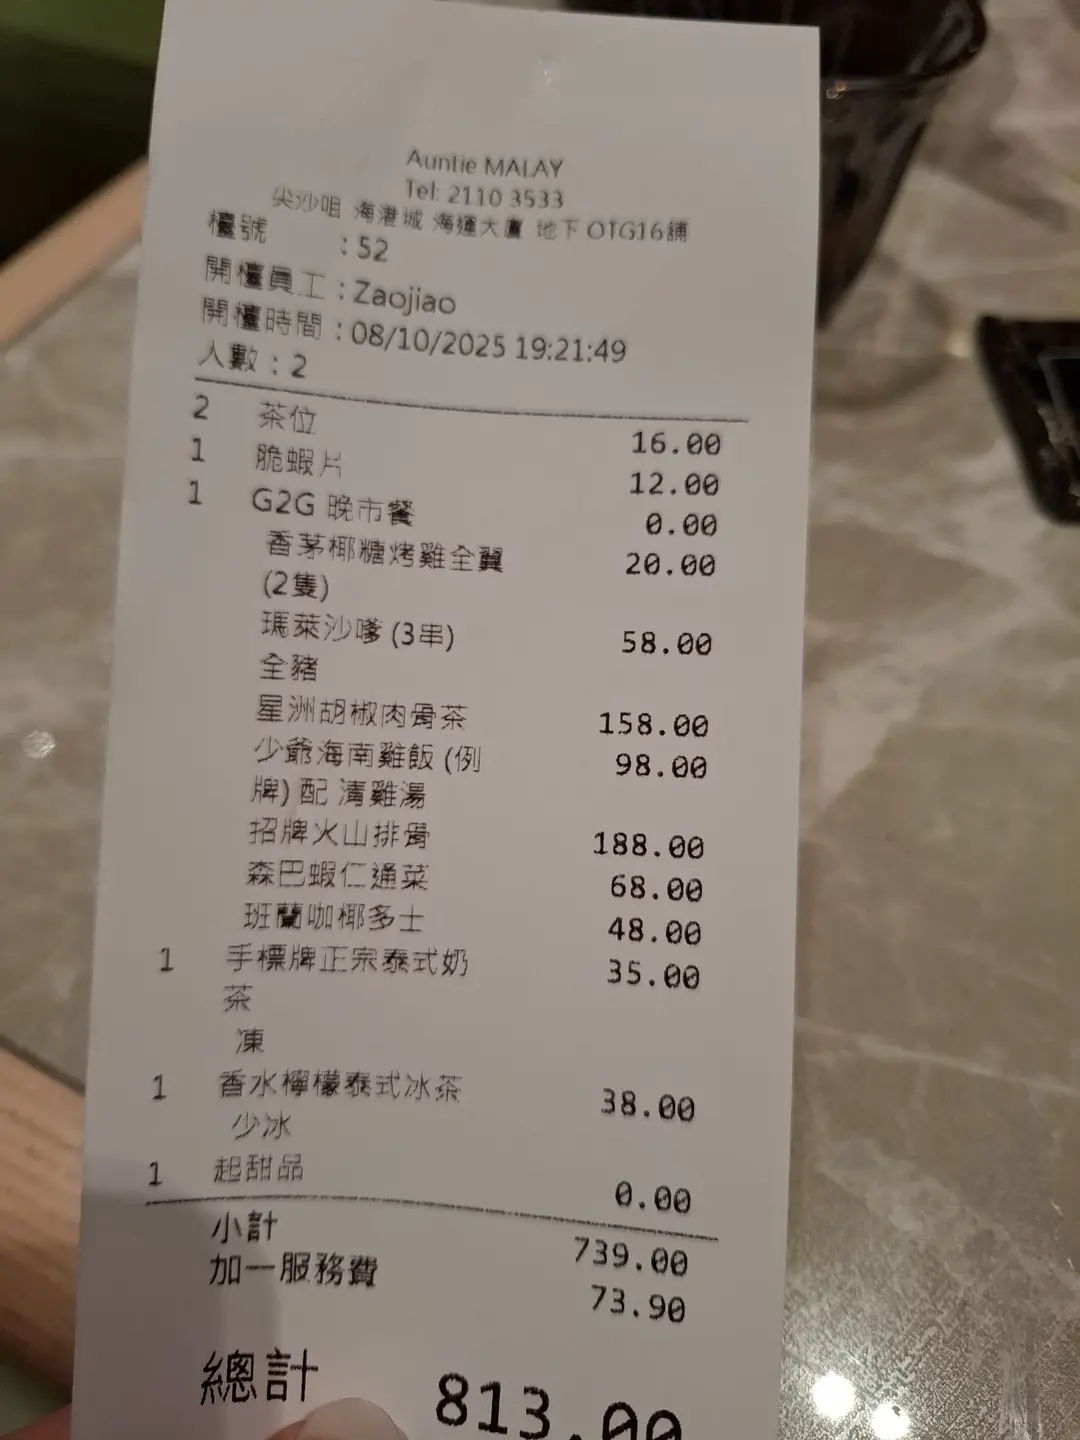 Auntie MALAY
Tel: 2110 3533
尖沙咀 海港城 海運大廈 地下 OTG16舖
檯號 : 52
開檯員工 : Zaojiao
開檯時間 : 08/10/2025 19:21:49
人數 : 2
2 茶位 16.00
1 脆蝦片 12.00
1 G2G 晚市餐 0.00
香茅椰糖烤雞全翼 20.00
(2隻)
瑪萊沙嗲 (3串) 58.00
全豬
星洲胡椒肉骨茶 158.00
少爺海南雞飯 (例 98.00
牌) 配 清雞湯
招牌火山排骨 188.00
森巴蝦仁通菜 68.00
班蘭咖椰多士 48.00
1 手標牌正宗泰式奶 35.00
茶
凍
1 香水檸檬泰式冰茶 38.00
少冰
1 起甜品 0.00
小計 739.00
加一服務費 73.90
總計 813.00